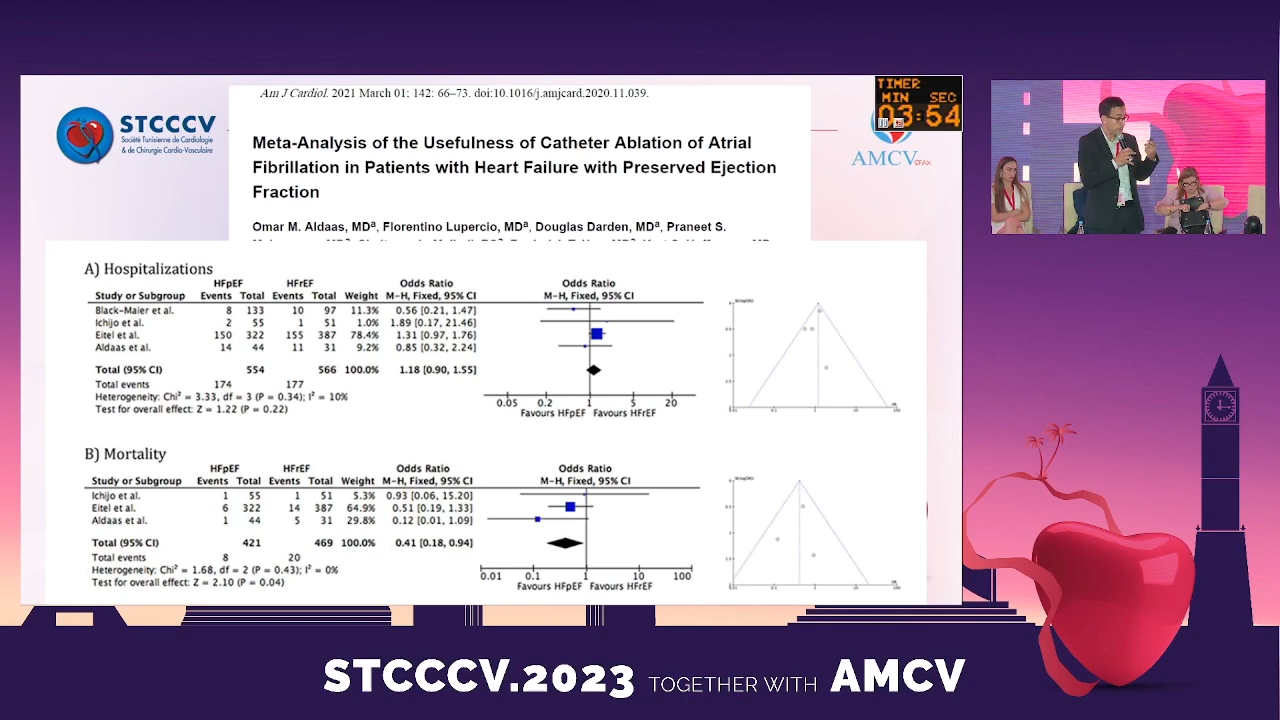 Am J Cardiol. 2021 March 01; 142: 66–73. doi:10.1016/j.amjcard.2020.11.039.
TIMER
MIN SEC
03:54
STCCCV
Société Tunisienne de Cardiologie
& de Chirurgie Cardio-Vasculaire
AMCV
Meta-Analysis of the Usefulness of Catheter Ablation of Atrial
Fibrillation in Patients with Heart Failure with Preserved Ejection
Fraction
Omar M. Aldaas, MDa, Florentino Lupercio, MDa, Douglas Darden, MDa, Praneet S.
A) Hospitalizations
HFpEF HFrEF Odds Ratio Odds Ratio
Study or Subgroup Events Total Events Total Weight M-H, Fixed, 95% CI M-H, Fixed, 95% CI
Black-Maier et al. 8 133 10 97 11.3% 0.56 [0.21, 1.47]
Ichijo et al. 2 55 1 51 1.0% 1.89 [0.17, 21.46]
Eitel et al. 150 322 155 387 78.4% 1.31 [0.97, 1.76]
Aldaas et al. 14 44 11 31 9.2% 0.85 [0.32, 2.24]
Total (95% CI) 554 566 100.0% 1.18 [0.90, 1.55]
Total events 174 177
Heterogeneity: Chi² = 3.33, df = 3 (P = 0.34); I² = 10%
Test for overall effect: Z = 1.22 (P = 0.22)
0.05 0.2 1 5 20
Favours HFpEF Favours HFrEF
B) Mortality
HFpEF HFrEF Odds Ratio Odds Ratio
Study or Subgroup Events Total Events Total Weight M-H, Fixed, 95% CI M-H, Fixed, 95% CI
Ichijo et al. 1 55 1 51 5.3% 0.93 [0.06, 15.20]
Eitel et al. 6 322 14 387 64.9% 0.51 [0.19, 1.33]
Aldaas et al. 1 44 5 31 29.8% 0.12 [0.01, 1.09]
Total (95% CI) 421 469 100.0% 0.41 [0.18, 0.94]
Total events 8 20
Heterogeneity: Chi² = 1.68, df = 2 (P = 0.43); I² = 0%
Test for overall effect: Z = 2.10 (P = 0.04)
0.01 0.1 1 10 100
Favours HFpEF Favours HFrEF
STCCCV.2023 TOGETHER WITH AMCV